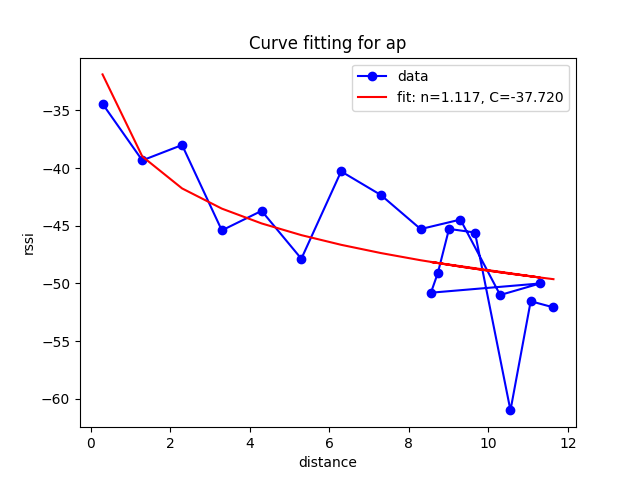 Curve fitting for ap
data
fit: n=1.117, C=-37.720
−35
−40
−45
−50
−55
−60
rssi
0 2 4 6 8 10 12
distance